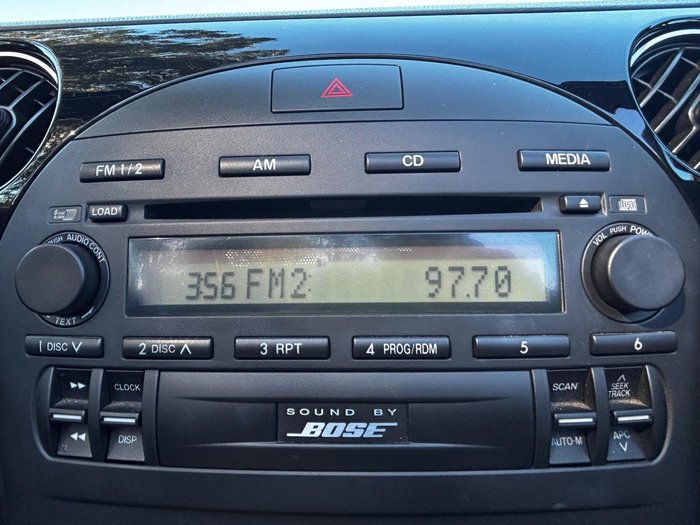 FM 1/2
AM
CD
MEDIA
LOAD
PUSH AUDIO CONT
TEXT
VOL PUSH POWER
3:56 FM2 97.70
1 DISC ∨
2 DISC ∧
3 RPT
4 PROG/RDM
5
6
CLOCK
DISP
SOUND BY
BOSE
SCAN
AUTO-M
∧
SEEK
TRACK
APC
∨